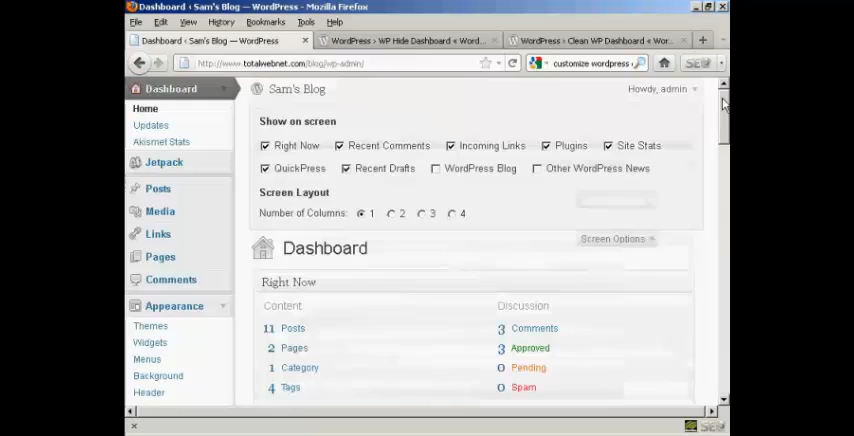 Dashboard ‹ Sam's Blog — WordPress - Mozilla Firefox
File Edit View History Bookmarks Tools Help
Dashboard ‹ Sam's Blog — WordPress × WordPress › WP Hide Dashboard « Word... × WordPress › Clean WP Dashboard « Wor... × +
http://www.totalwebnet.com/blog/wp-admin/ customize wordpress
Dashboard
Sam's Blog Howdy, admin
Home
Updates
Akismet Stats
Jetpack
Posts
Media
Links
Pages
Comments
Appearance
Themes
Widgets
Menus
Background
Header
Show on screen
Right Now Recent Comments Incoming Links Plugins Site Stats
QuickPress Recent Drafts WordPress Blog Other WordPress News
Screen Layout
Number of Columns: 1 2 3 4
Screen Options
Dashboard
Right Now
Content Discussion
11 Posts 3 Comments
2 Pages 3 Approved
1 Category 0 Pending
4 Tags 0 Spam